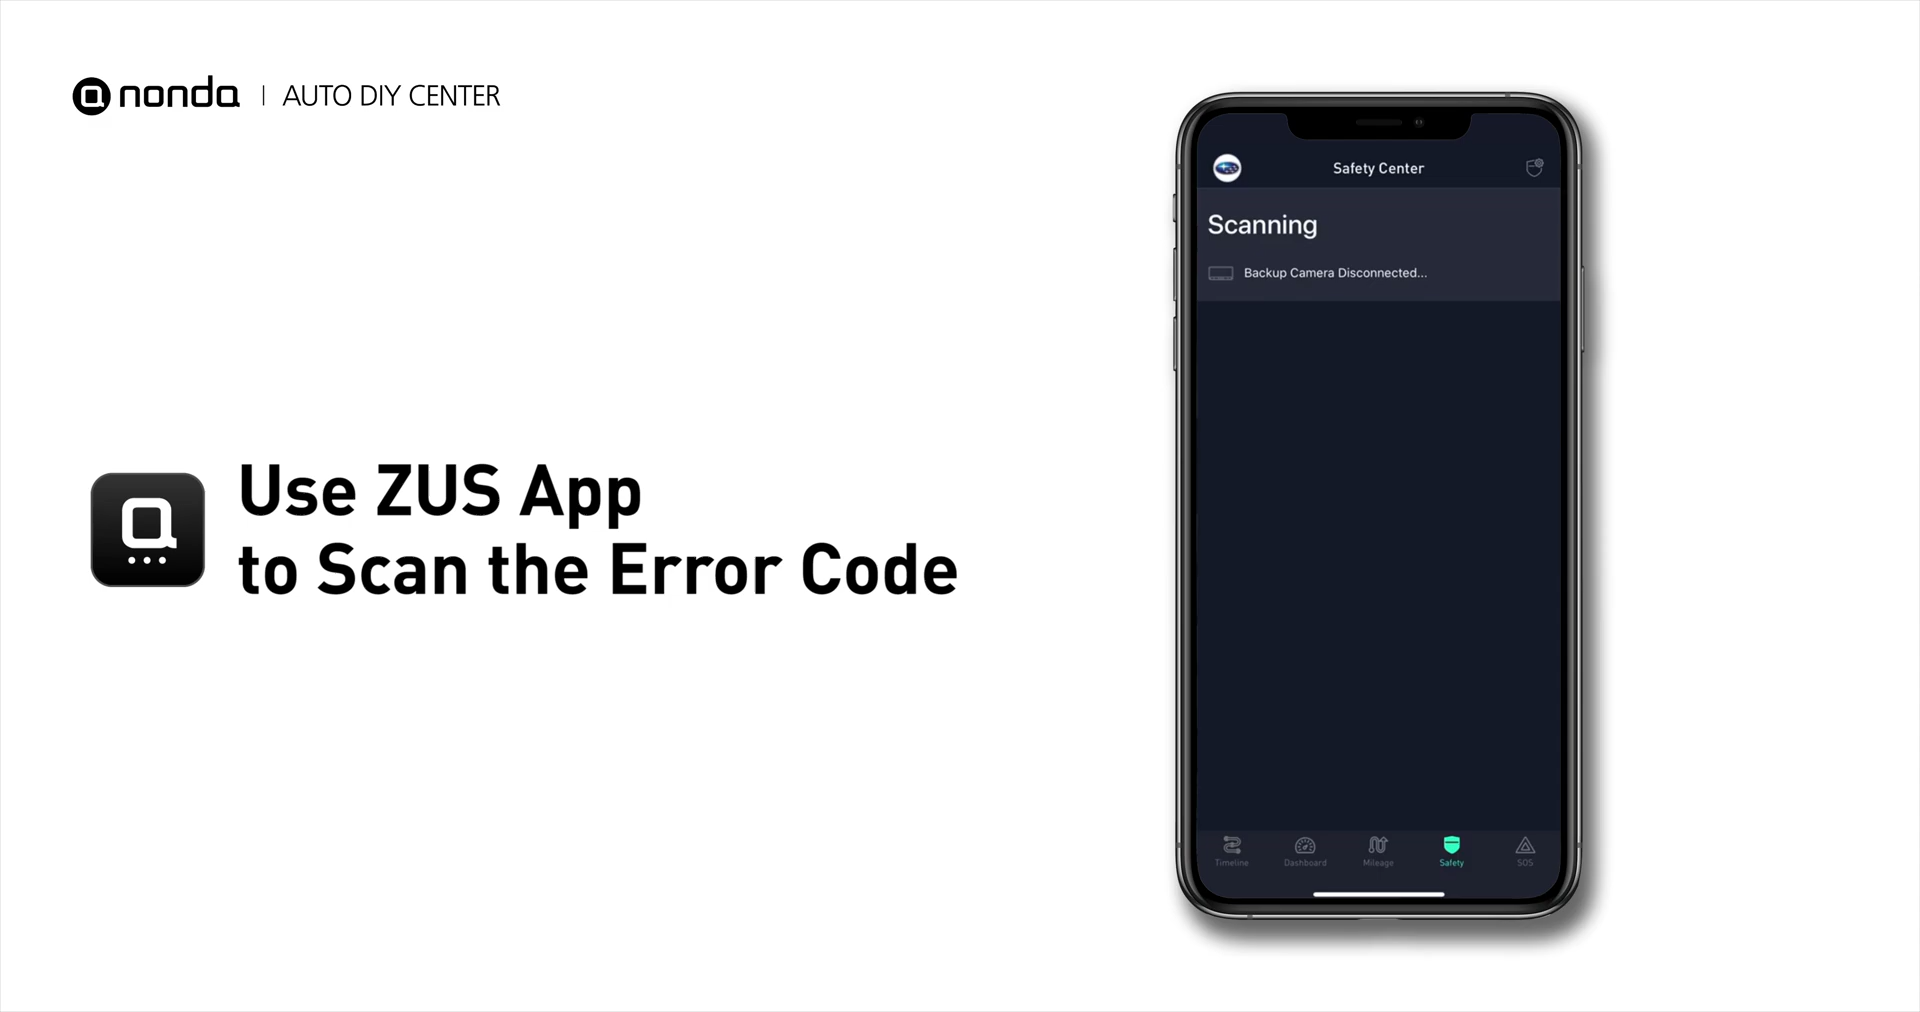 nonda | AUTO DIY CENTER
Use ZUS App
to Scan the Error Code
Safety Center
Scanning
Backup Camera Disconnected...
Timeline
Dashboard
Mileage
Safety
SOS